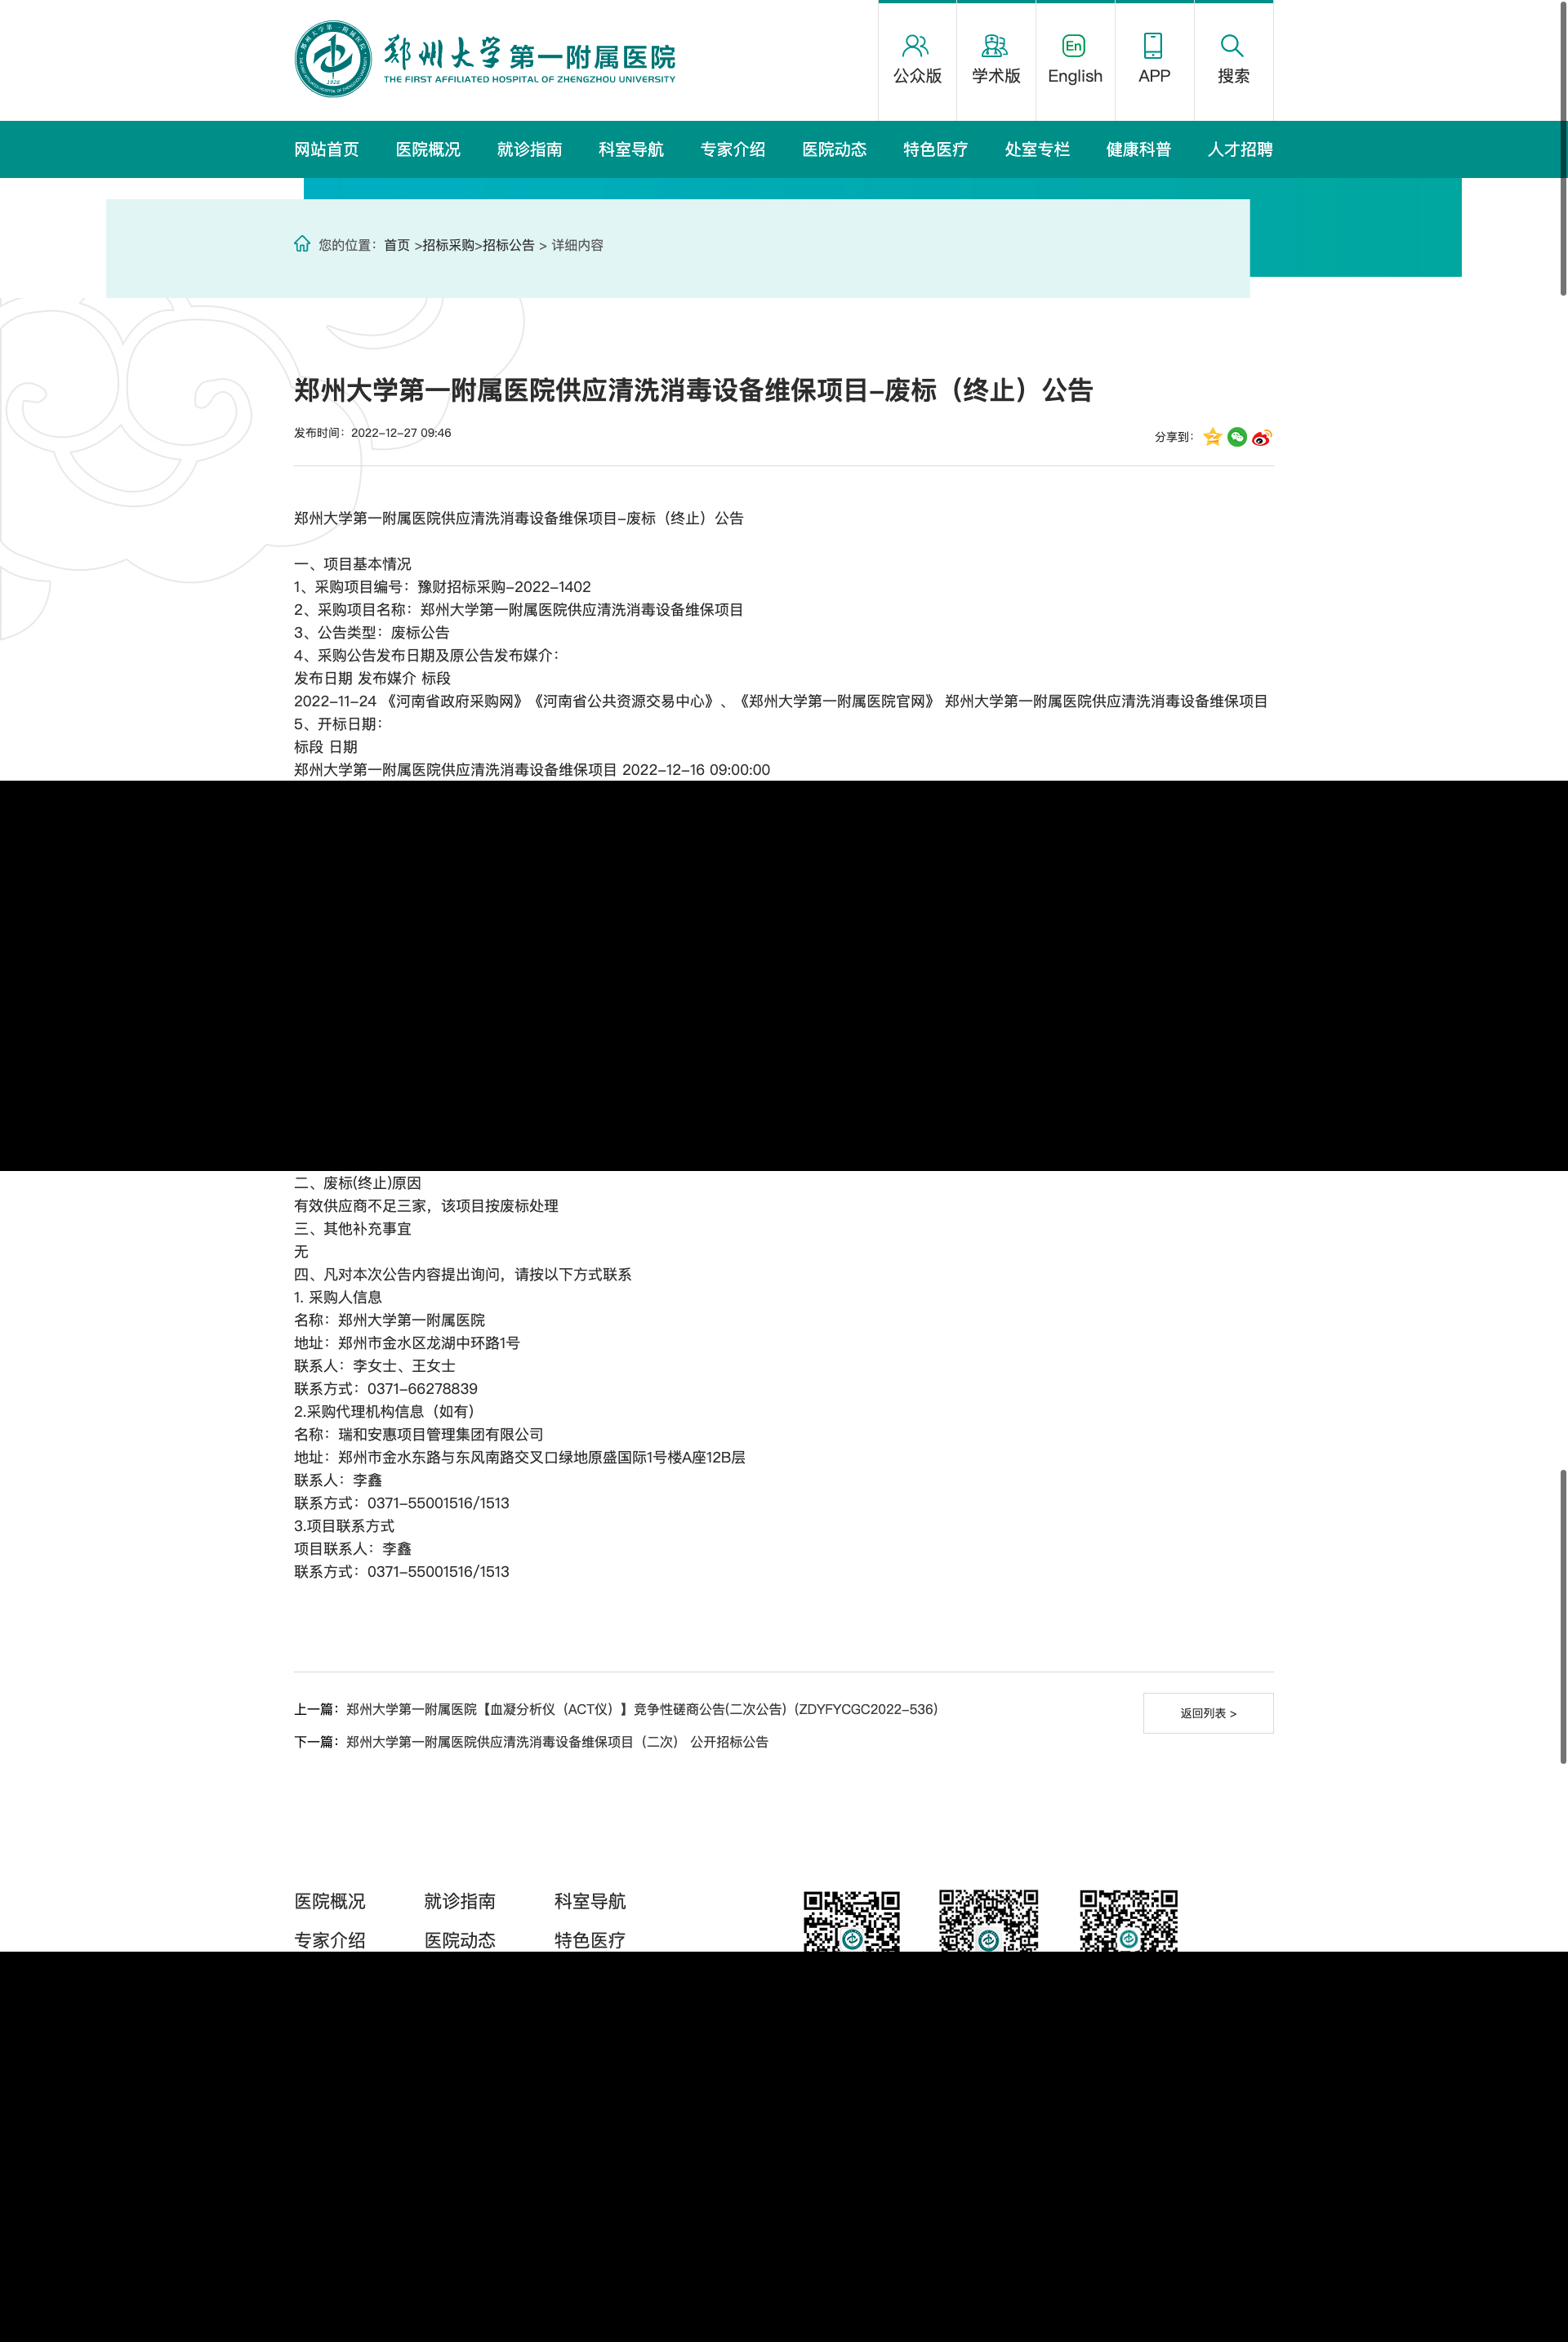 郑州大学第一附属医院
THE FIRST AFFILIATED HOSPITAL OF ZHENGZHOU UNIVERSITY
1928
公众版 学术版 English APP 搜索
网站首页 医院概况 就诊指南 科室导航 专家介绍 医院动态 特色医疗 处室专栏 健康科普 人才招聘
您的位置：首页 >招标采购>招标公告 > 详细内容
郑州大学第一附属医院供应清洗消毒设备维保项目-废标（终止）公告
发布时间：2022-12-27 09:46
分享到：
郑州大学第一附属医院供应清洗消毒设备维保项目-废标（终止）公告
一、项目基本情况
1、采购项目编号：豫财招标采购-2022-1402
2、采购项目名称：郑州大学第一附属医院供应清洗消毒设备维保项目
3、公告类型：废标公告
4、采购公告发布日期及原公告发布媒介：
发布日期 发布媒介 标段
2022-11-24 《河南省政府采购网》《河南省公共资源交易中心》、《郑州大学第一附属医院官网》 郑州大学第一附属医院供应清洗消毒设备维保项目
5、开标日期：
标段 日期
郑州大学第一附属医院供应清洗消毒设备维保项目 2022-12-16 09:00:00
二、废标(终止)原因
有效供应商不足三家，该项目按废标处理
三、其他补充事宜
无
四、凡对本次公告内容提出询问，请按以下方式联系
1. 采购人信息
名称：郑州大学第一附属医院
地址：郑州市金水区龙湖中环路1号
联系人：李女士、王女士
联系方式：0371-66278839
2.采购代理机构信息（如有）
名称：瑞和安惠项目管理集团有限公司
地址：郑州市金水东路与东风南路交叉口绿地原盛国际1号楼A座12B层
联系人：李鑫
联系方式：0371-55001516/1513
3.项目联系方式
项目联系人：李鑫
联系方式：0371-55001516/1513
上一篇：郑州大学第一附属医院【血凝分析仪（ACT仪）】竞争性磋商公告(二次公告)（ZDYFYCGC2022-536）
返回列表 >
下一篇：郑州大学第一附属医院供应清洗消毒设备维保项目（二次） 公开招标公告
医院概况 就诊指南 科室导航
专家介绍 医院动态 特色医疗